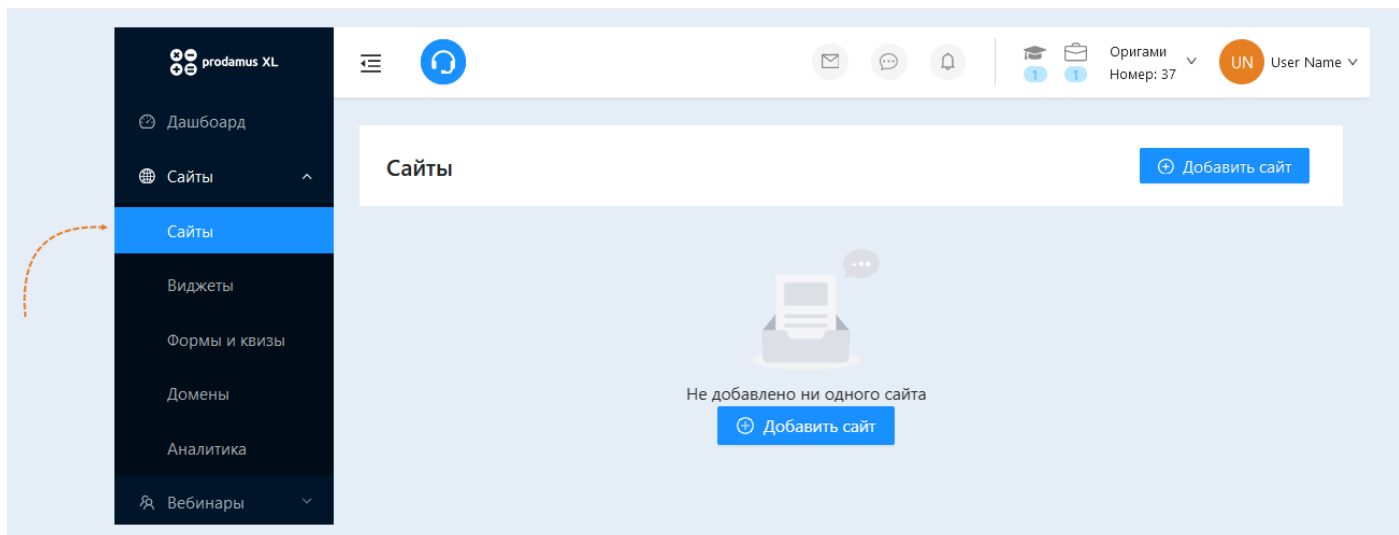 prodamus XL
1
1
Оригами
Номер: 37
UN
User Name
Дашбоард
Сайты
Сайты
Добавить сайт
Сайты
Виджеты
Формы и квизы
Домены
Не добавлено ни одного сайта
Добавить сайт
Аналитика
Вебинары